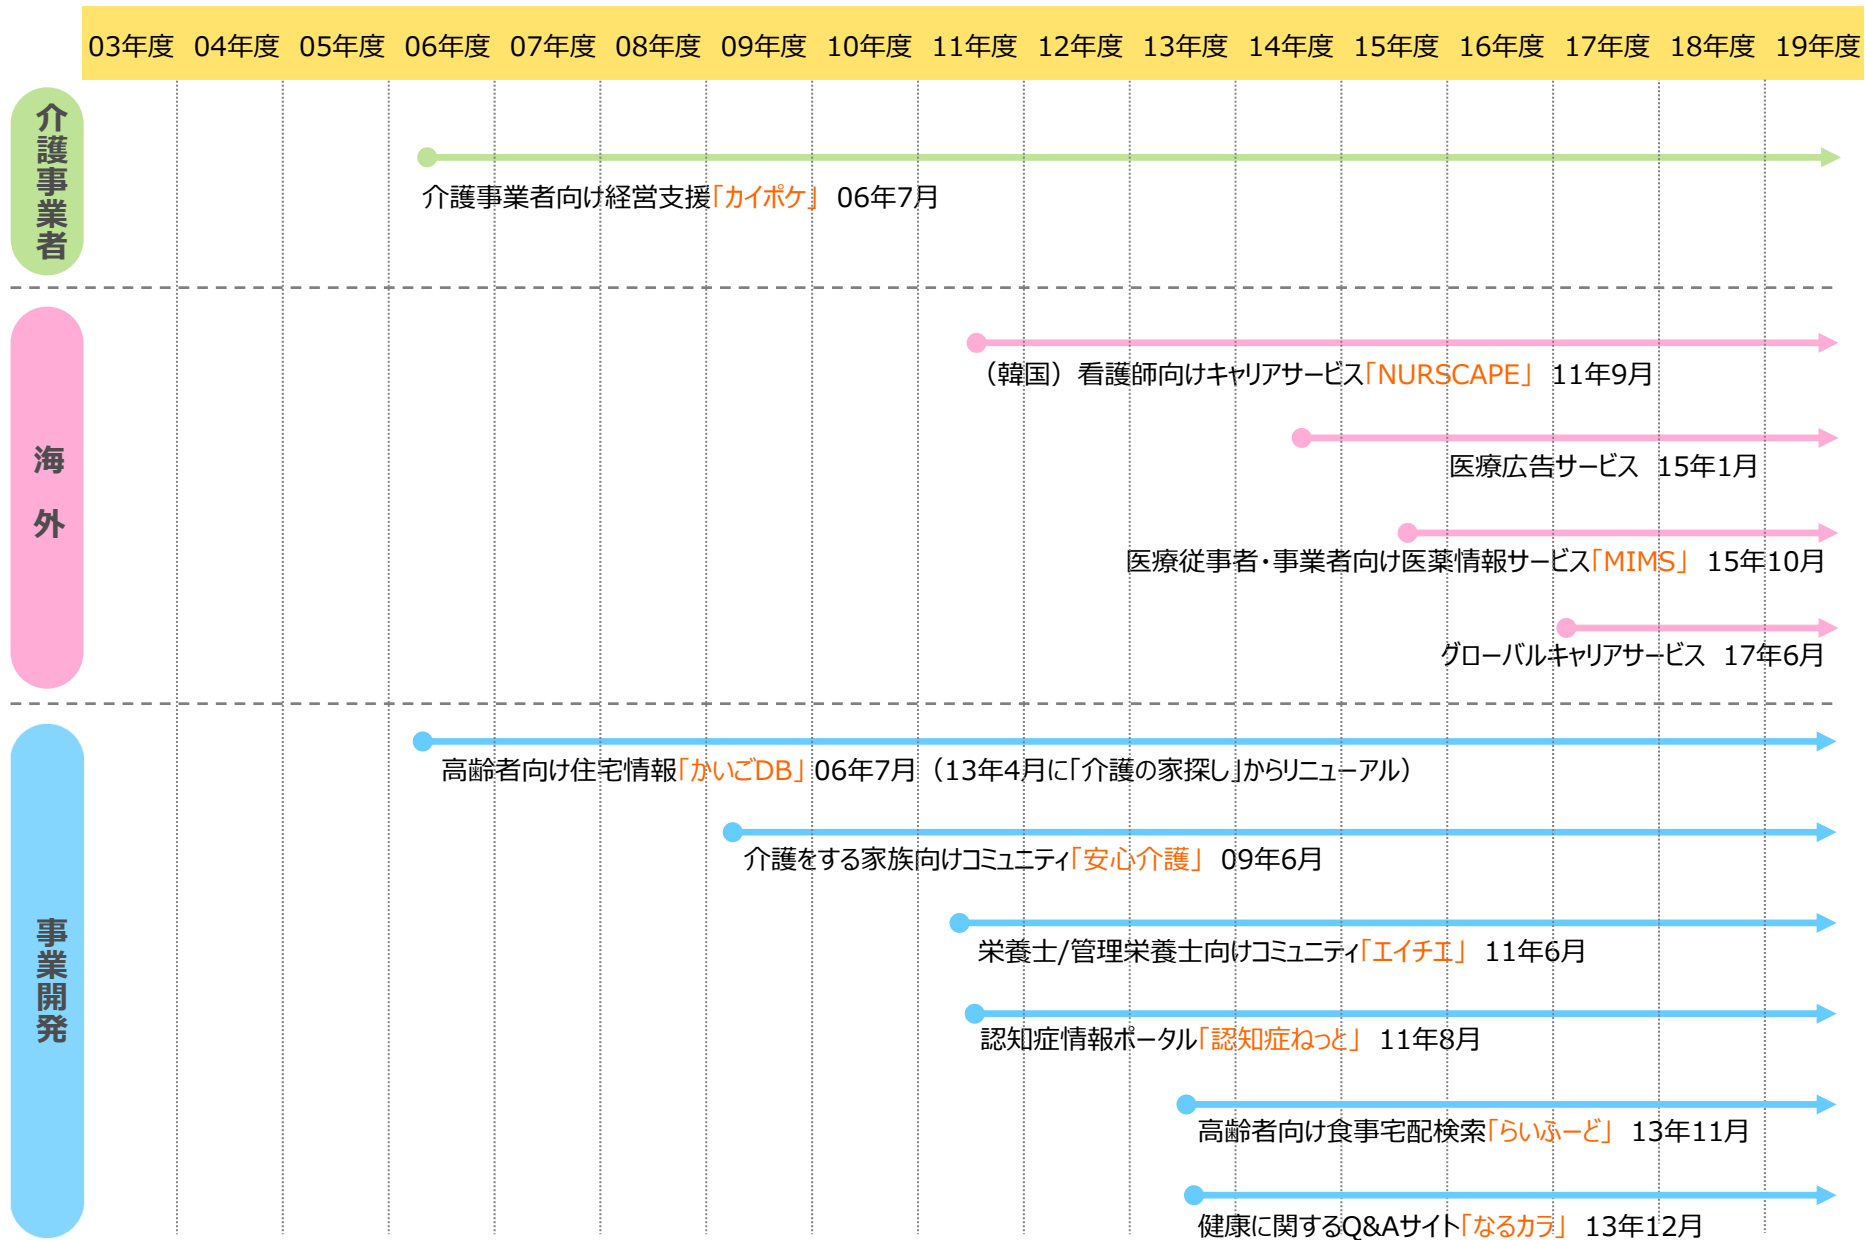 03年度 04年度 05年度 06年度 07年度 08年度 09年度 10年度 11年度 12年度 13年度 14年度 15年度 16年度 17年度 18年度 19年度
介護事業者
介護事業者向け経営支援「カイポケ」 06年7月
海外
（韓国）看護師向けキャリアサービス「NURSCAPE」 11年9月
医療広告サービス 15年1月
医療従事者・事業者向け医薬情報サービス「MIMS」 15年10月
グローバルキャリアサービス 17年6月
事業開発
高齢者向け住宅情報「かいごDB」06年7月（13年4月に「介護の家探し」からリニューアル）
介護をする家族向けコミュニティ「安心介護」 09年6月
栄養士/管理栄養士向けコミュニティ「エイチエ」 11年6月
認知症情報ポータル「認知症ねっと」 11年8月
高齢者向け食事宅配検索「らいふーど」 13年11月
健康に関するQ&Aサイト「なるカラ」 13年12月